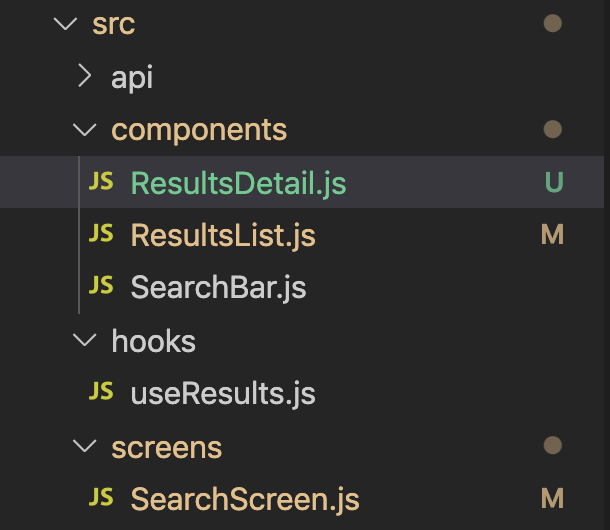 src
api
components
JS ResultsDetail.js U
JS ResultsList.js M
JS SearchBar.js
hooks
JS useResults.js
screens
JS SearchScreen.js M